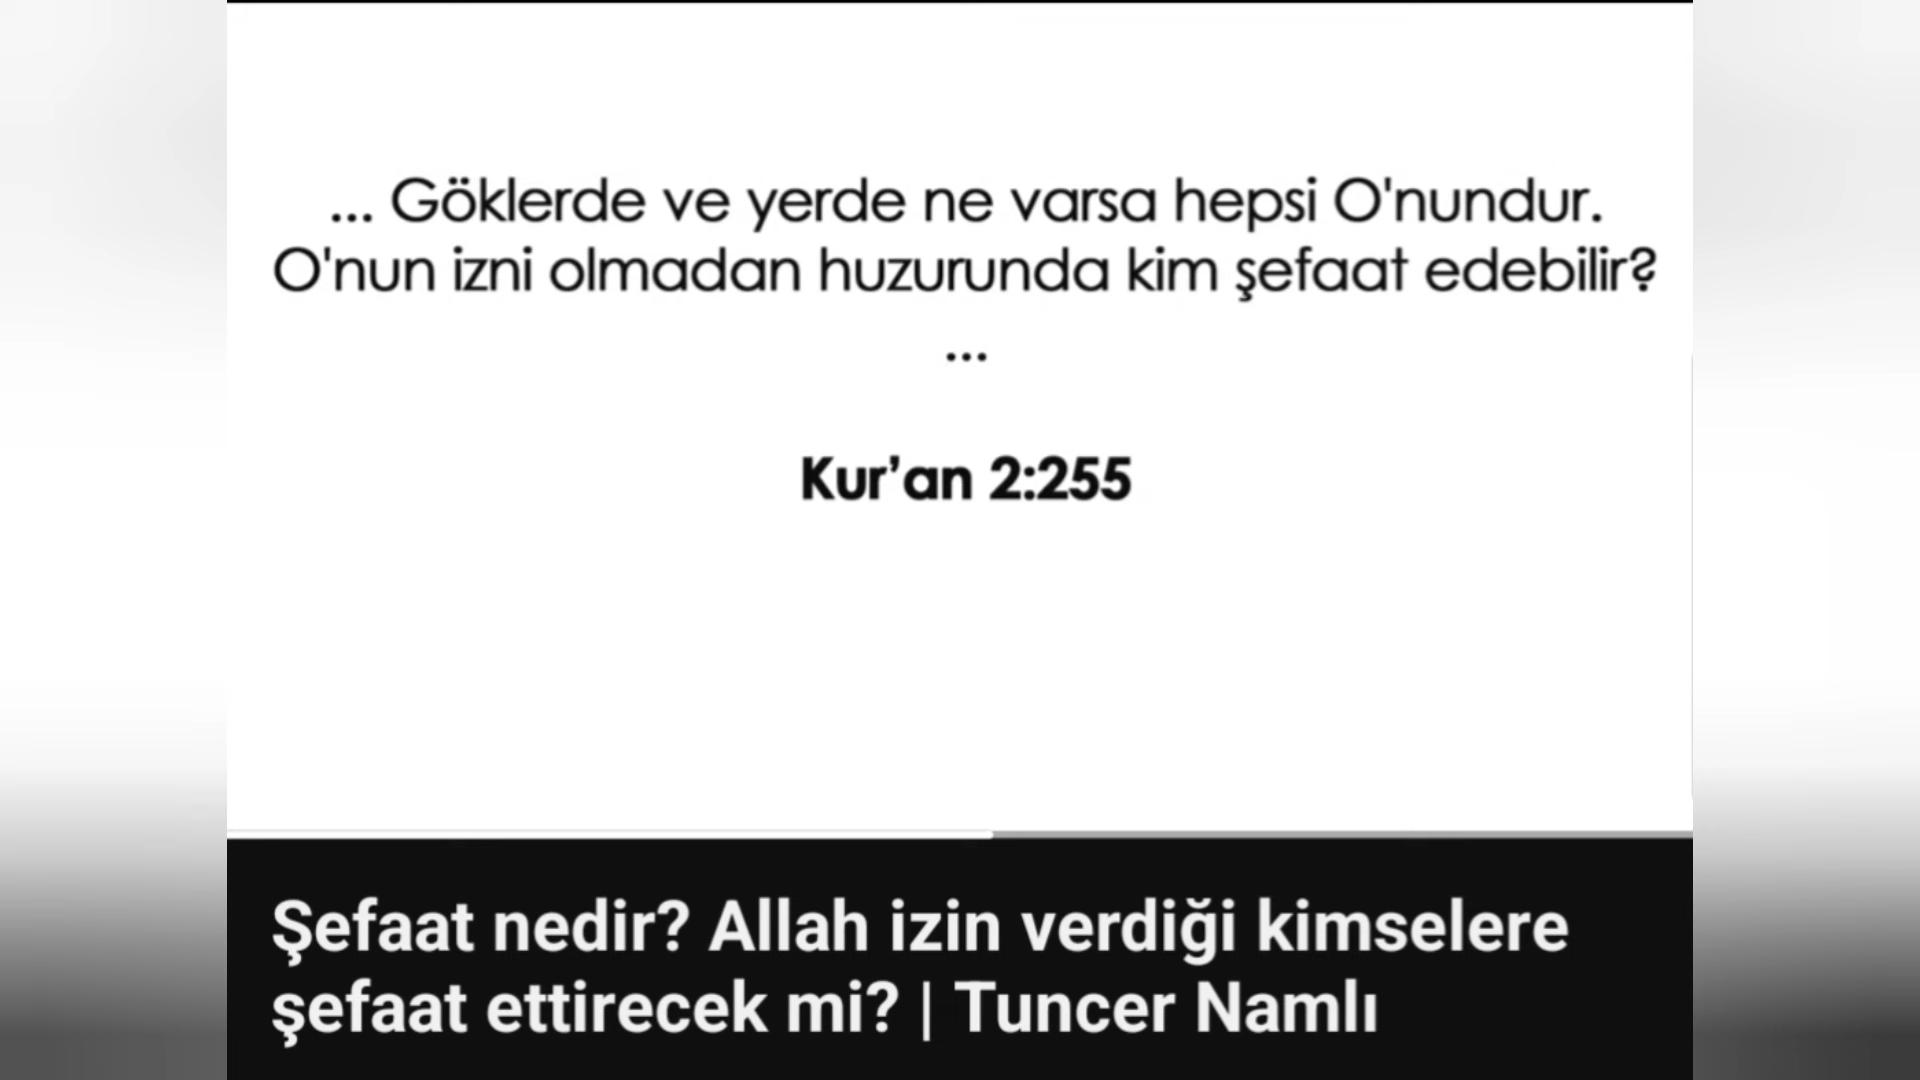 ... Göklerde ve yerde ne varsa hepsi O'nundur.
O'nun izni olmadan huzurunda kim şefaat edebilir?
...
Kur’an 2:255
Şefaat nedir? Allah izin verdiği kimselere
şefaat ettirecek mi? | Tuncer Namlı